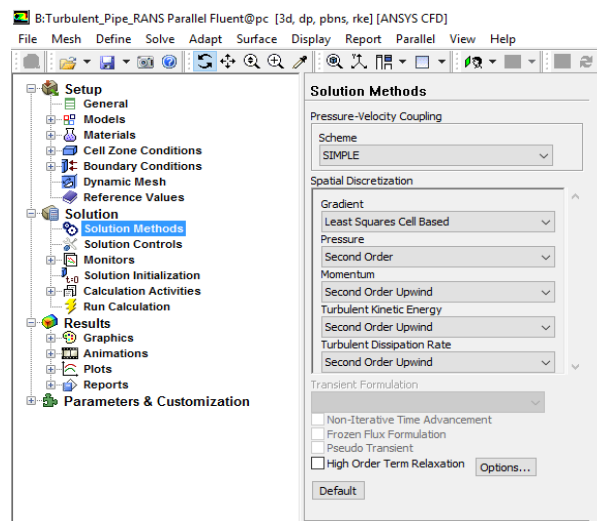 B:Turbulent_Pipe_RANS Parallel Fluent@pc [3d, dp, pbns, rke] [ANSYS CFD]
File Mesh Define Solve Adapt Surface Display Report Parallel View Help
Setup
General
Models
Materials
Cell Zone Conditions
Boundary Conditions
Dynamic Mesh
Reference Values
Solution
Solution Methods
Solution Controls
Monitors
t=0 Solution Initialization
Calculation Activities
Run Calculation
Results
Graphics
Animations
Plots
Reports
Parameters & Customization
Solution Methods
Pressure-Velocity Coupling
Scheme
SIMPLE
Spatial Discretization
Gradient
Least Squares Cell Based
Pressure
Second Order
Momentum
Second Order Upwind
Turbulent Kinetic Energy
Second Order Upwind
Turbulent Dissipation Rate
Second Order Upwind
Transient Formulation
Non-Iterative Time Advancement
Frozen Flux Formulation
Pseudo Transient
High Order Term Relaxation Options...
Default